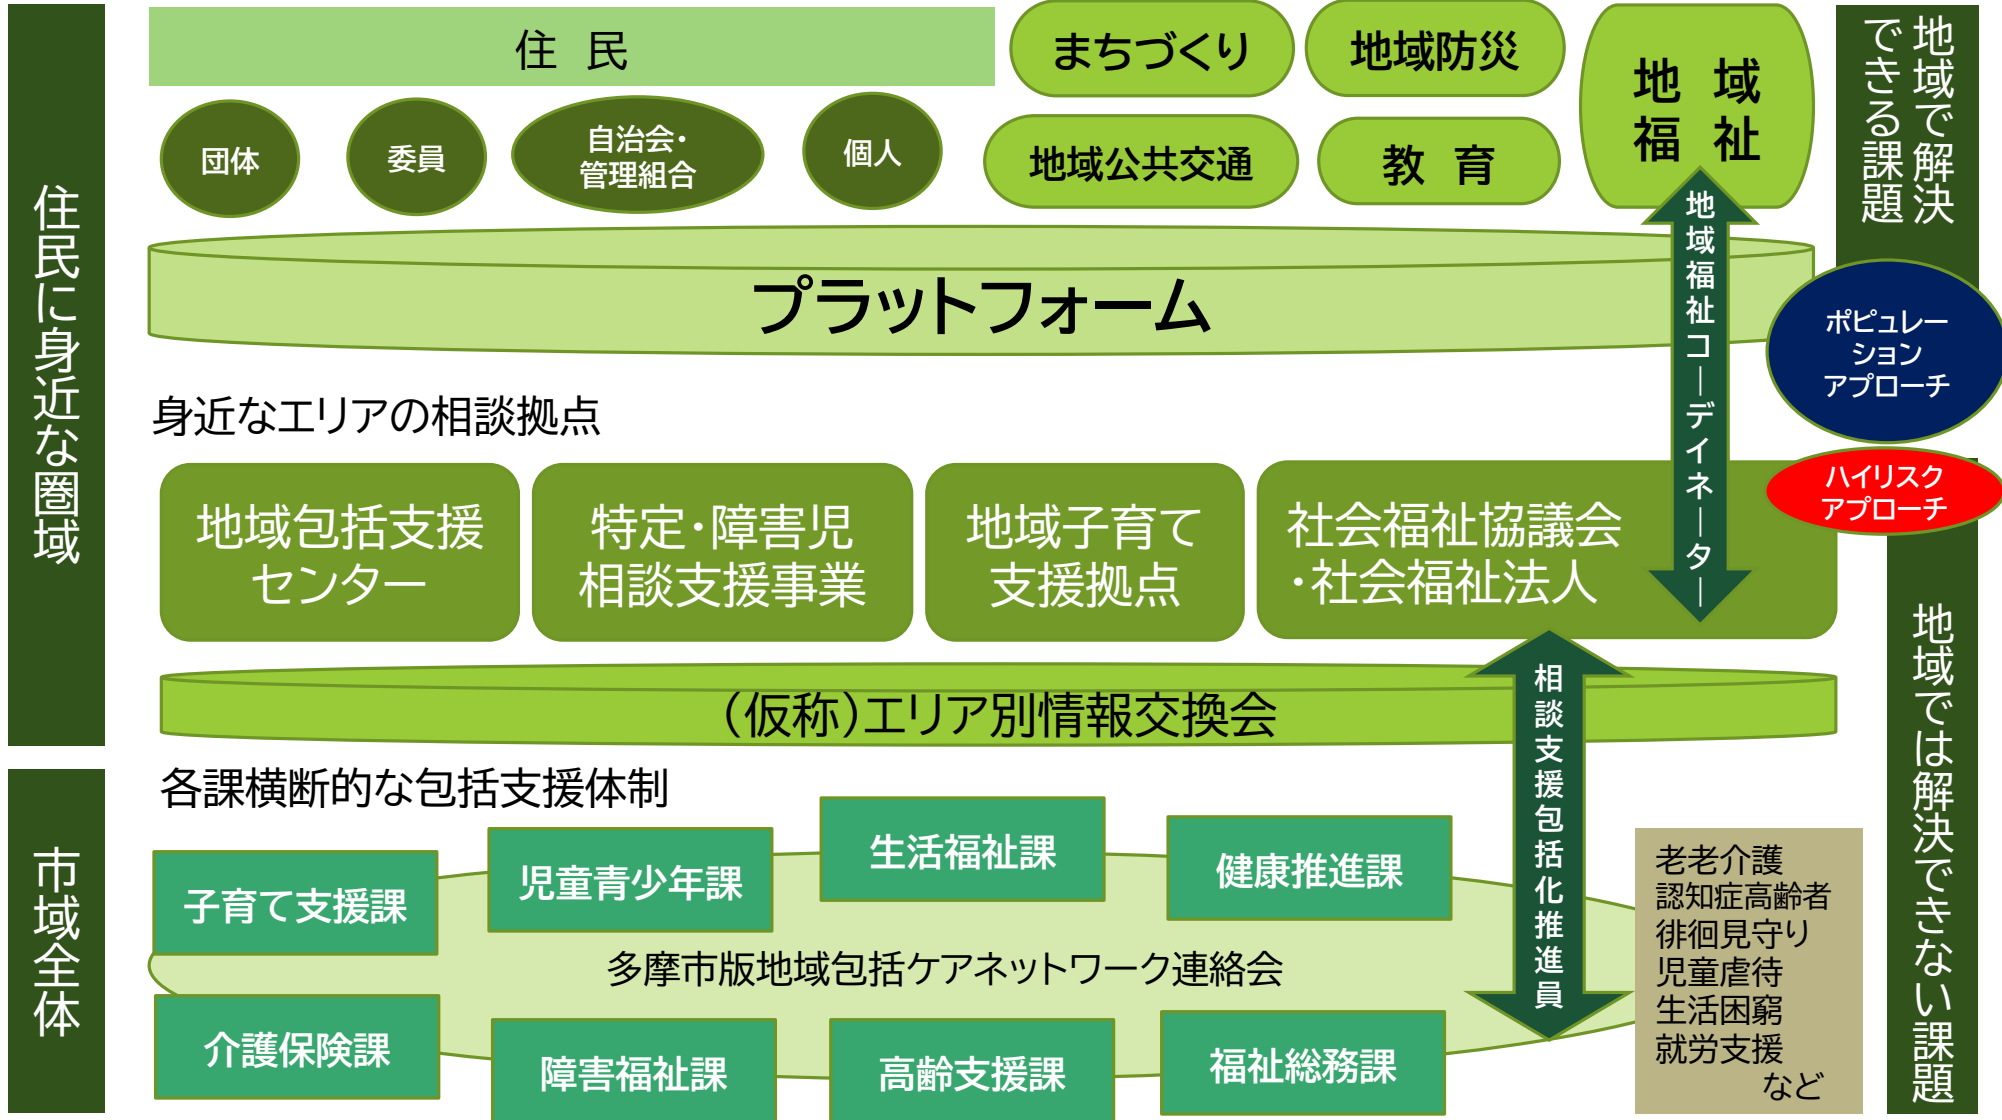 住民に身近な圏域
市域全体
住 民
団体
委員
自治会・
管理組合
個人
まちづくり
地域防災
地域公共交通
教 育
地 域
福 祉
地域で解決
できる課題
プラットフォーム
地域福祉コーディネーター
ポピュレー
ション
アプローチ
ハイリスク
アプローチ
身近なエリアの相談拠点
地域包括支援
センター
特定・障害児
相談支援事業
地域子育て
支援拠点
社会福祉協議会
・社会福祉法人
(仮称)エリア別情報交換会
相談支援包括化推進員
地域では解決できない課題
各課横断的な包括支援体制
子育て支援課
児童青少年課
生活福祉課
健康推進課
多摩市版地域包括ケアネットワーク連絡会
介護保険課
障害福祉課
高齢支援課
福祉総務課
老老介護
認知症高齢者
徘徊見守り
児童虐待
生活困窮
就労支援
など